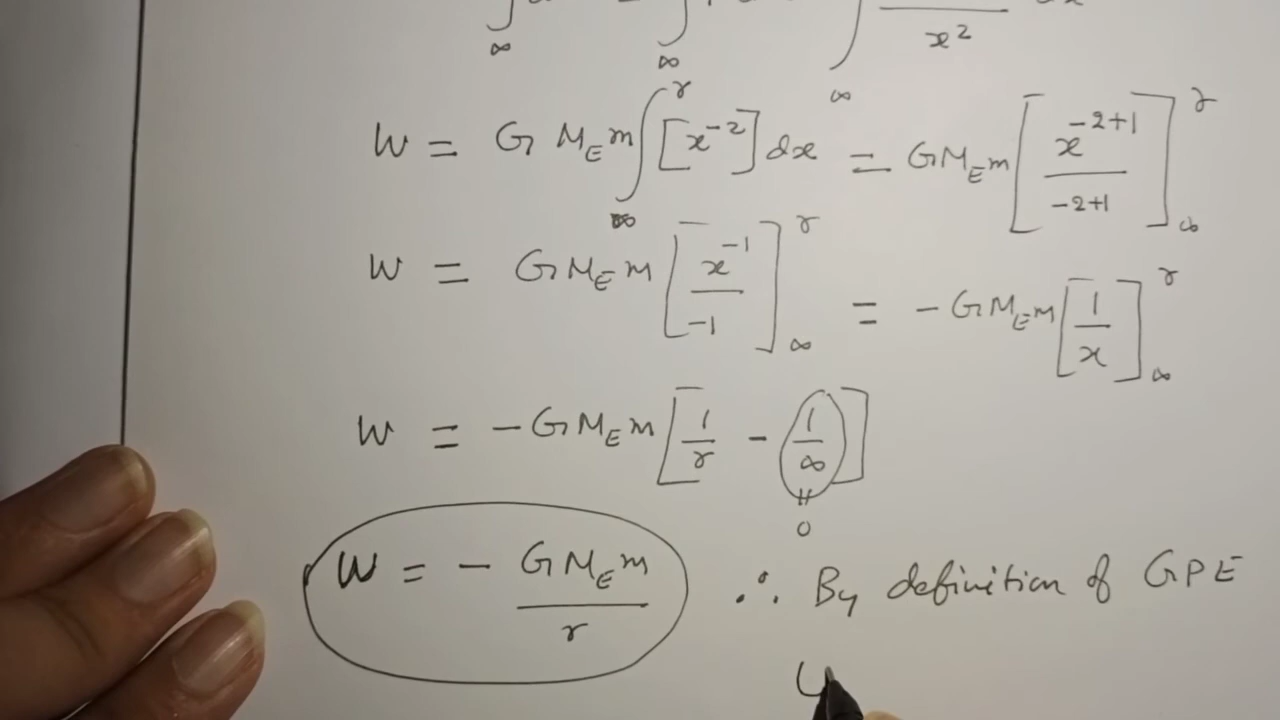 ∞ ∞ ∞ x² dx
W = G M_E m ∫_∞^r [x⁻²] dx = G M_E m [x^(-2+1) / -2+1]_∞^r
W = G M_E m [x⁻¹ / -1]_∞^r = - G M_E m [1/x]_∞^r
W = - G M_E m [1/r - 1/∞]
= 0
W = - G M_E m / r ∴ By definition of GPE
U